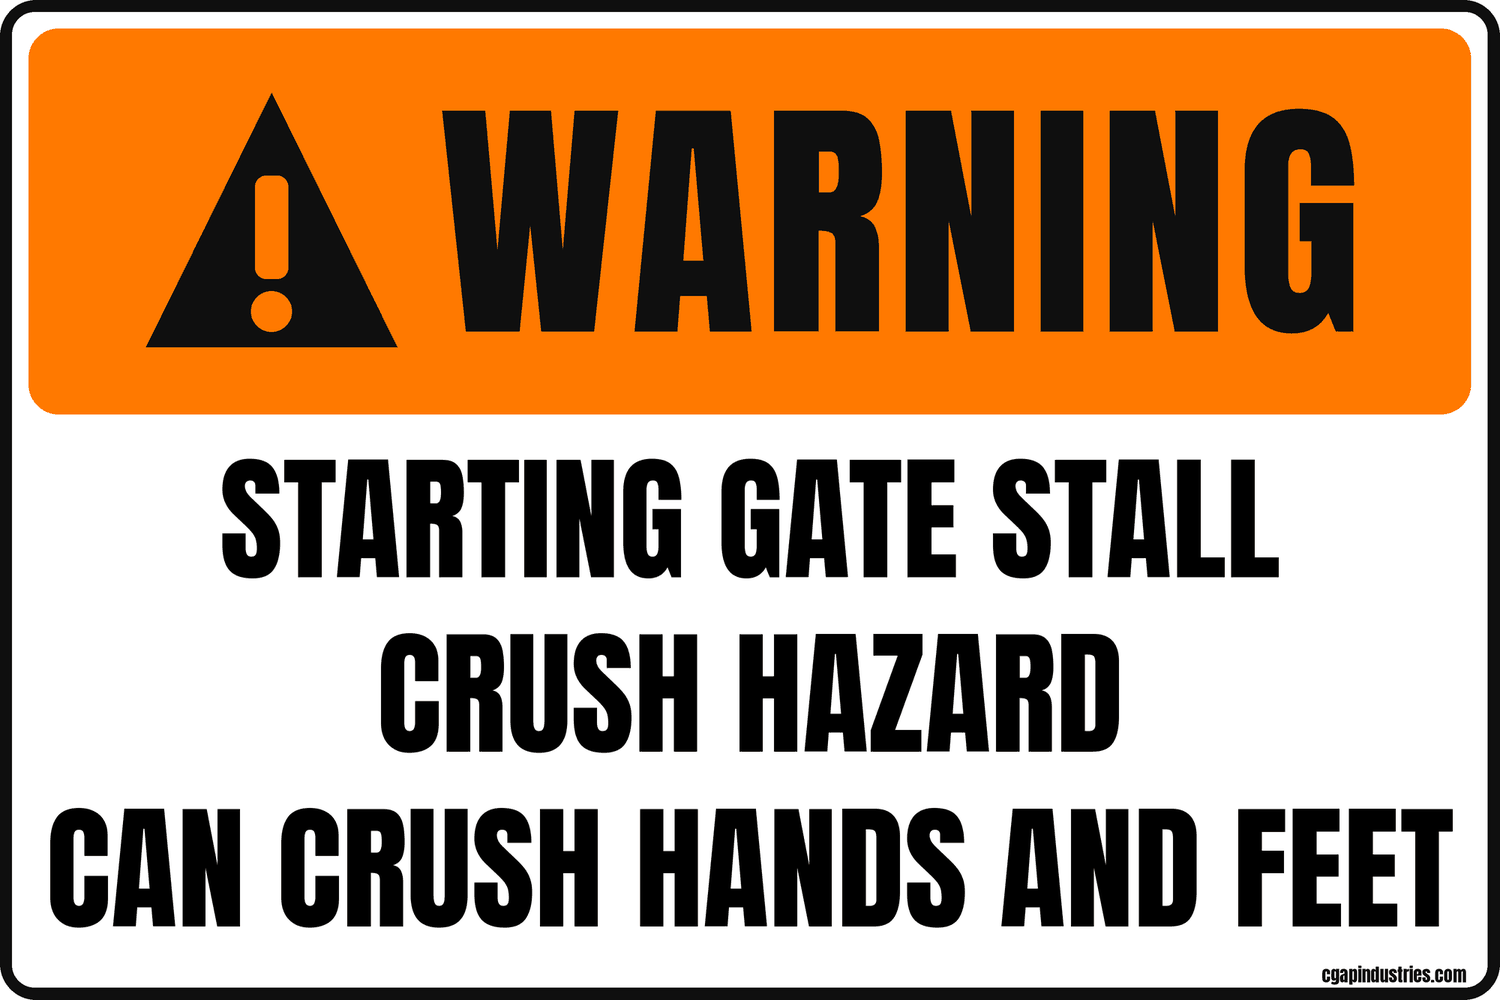 WARNING
STARTING GATE STALL
CRUSH HAZARD
CAN CRUSH HANDS AND FEET
cgapindustries.com